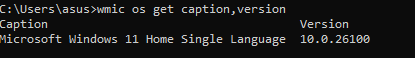 C:\Users\asus>wmic os get caption,version
Caption Version
Microsoft Windows 11 Home Single Language 10.0.26100